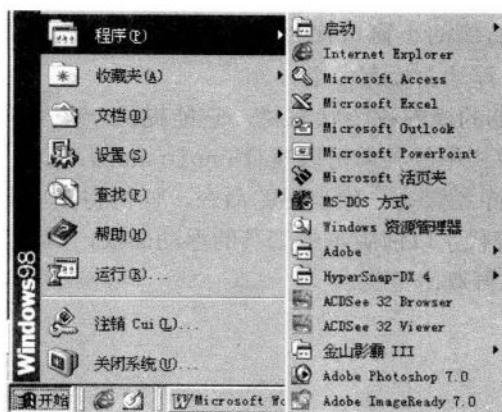 程序(P)
收藏夹(A)
文档(D)
设置(S)
查找(F)
帮助(H)
运行(R)...
注销 Cui(L)...
关闭系统(U)...
Windows98
开始
Microsoft Wo
启动
Internet Explorer
Microsoft Access
Microsoft Excel
Microsoft Outlook
Microsoft PowerPoint
Microsoft 活页夹
MS-DOS 方式
Windows 资源管理器
Adobe
HyperSnap-DX 4
ACDSee 32 Browser
ACDSee 32 Viewer
金山影霸 III
Adobe Photoshop 7.0
Adobe ImageReady 7.0